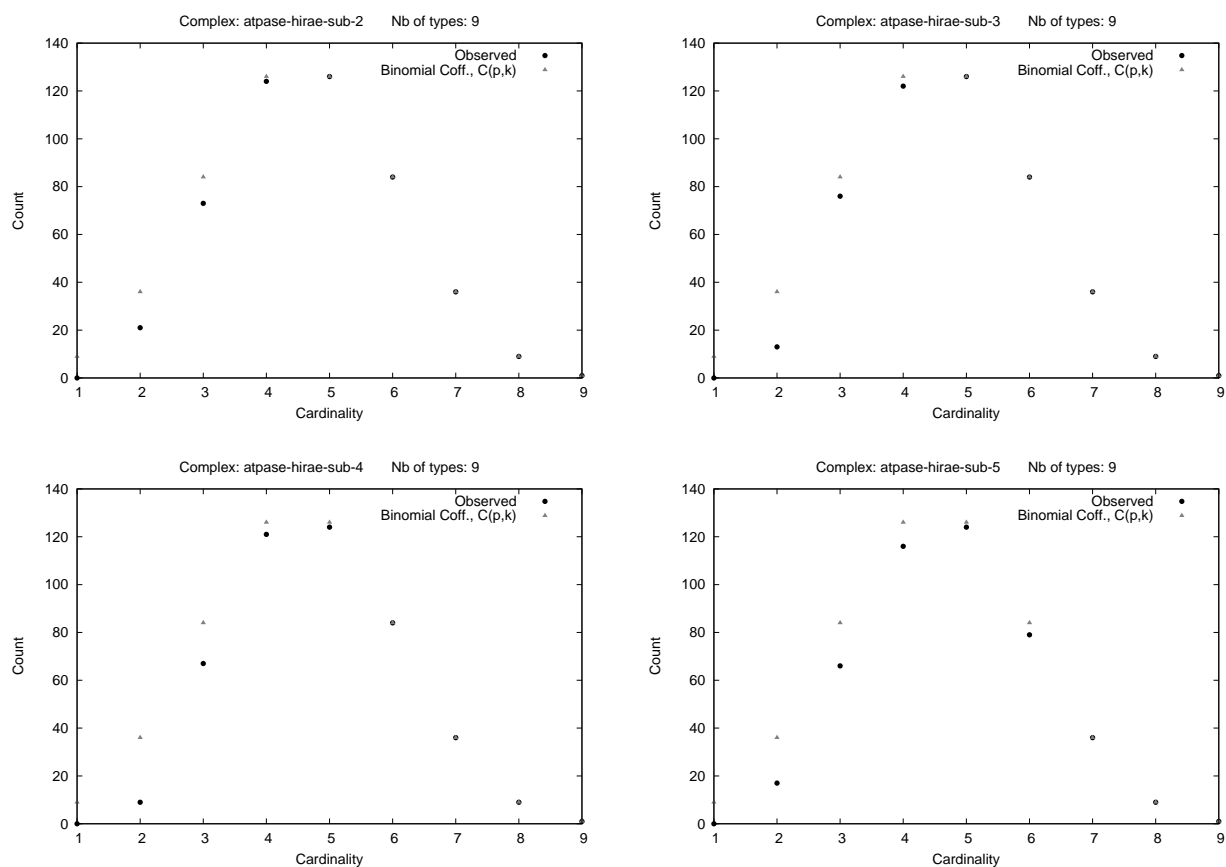 Complex: atpase-hirae-sub-2 Nb of types: 9
140
120
100
80
60
40
20
0
Count
Observed
Binomial Coff., C(p,k)
1 2 3 4 5 6 7 8 9
Cardinality
Complex: atpase-hirae-sub-3 Nb of types: 9
140
120
100
80
60
40
20
0
Count
Observed
Binomial Coff., C(p,k)
1 2 3 4 5 6 7 8 9
Cardinality
Complex: atpase-hirae-sub-4 Nb of types: 9
140
120
100
80
60
40
20
0
Count
Observed
Binomial Coff., C(p,k)
1 2 3 4 5 6 7 8 9
Cardinality
Complex: atpase-hirae-sub-5 Nb of types: 9
140
120
100
80
60
40
20
0
Count
Observed
Binomial Coff., C(p,k)
1 2 3 4 5 6 7 8 9
Cardinality